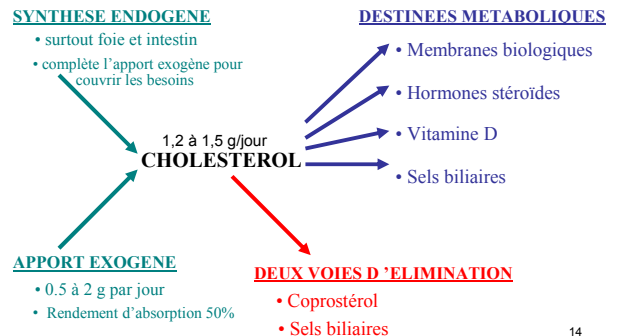 SYNTHESE ENDOGENE
• surtout foie et intestin
• complète l’apport exogène pour
couvrir les besoins
DESTINEES METABOLIQUES
• Membranes biologiques
• Hormones stéroïdes
• Vitamine D
• Sels biliaires
1,2 à 1,5 g/jour
CHOLESTEROL
APPORT EXOGENE
• 0.5 à 2 g par jour
• Rendement d’absorption 50%
DEUX VOIES D ’ELIMINATION
• Coprostérol
• Sels biliaires
14